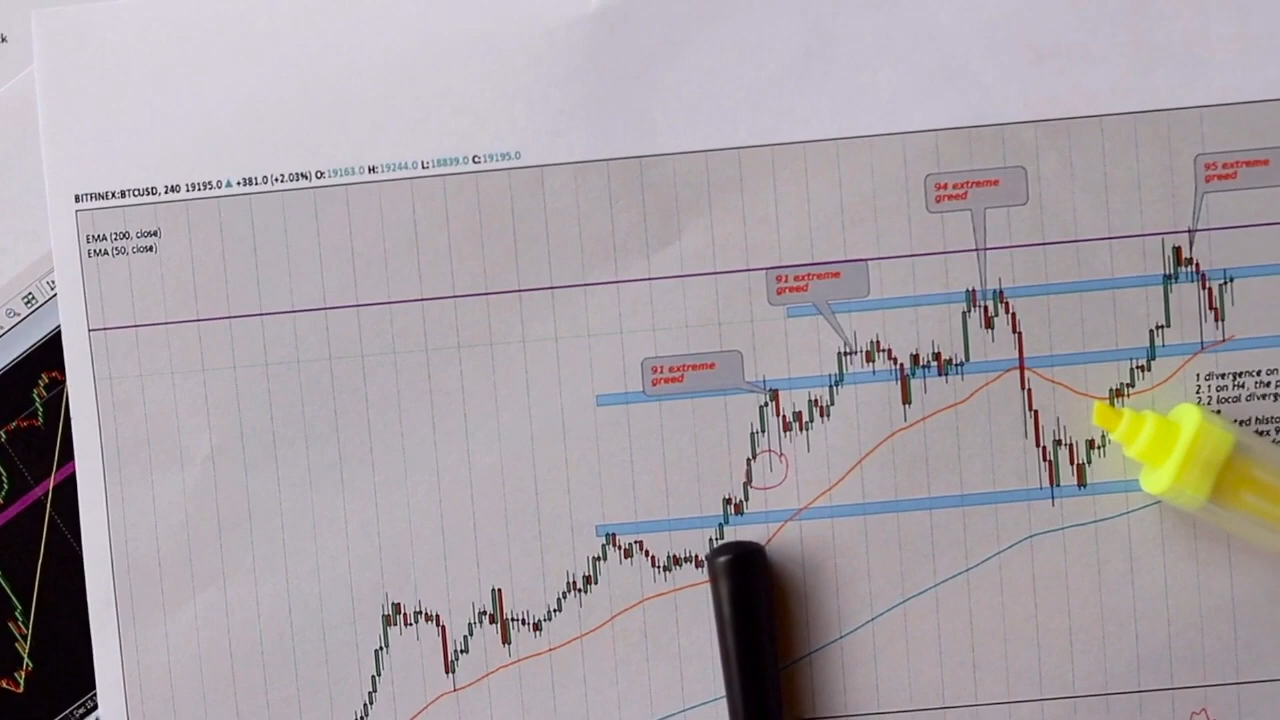 BITFINEX:BTCUSD, 240 19195.0 ▲ +381.0 (+2.03%) O:19163.0 H:19244.0 L:18839.0 C:19195.0
EMA (200, close)
EMA (50, close)
91 extreme
greed
91 extreme
greed
94 extreme
greed
95 extreme
greed
1 divergence on
2.1 on H4, the
2.2 local